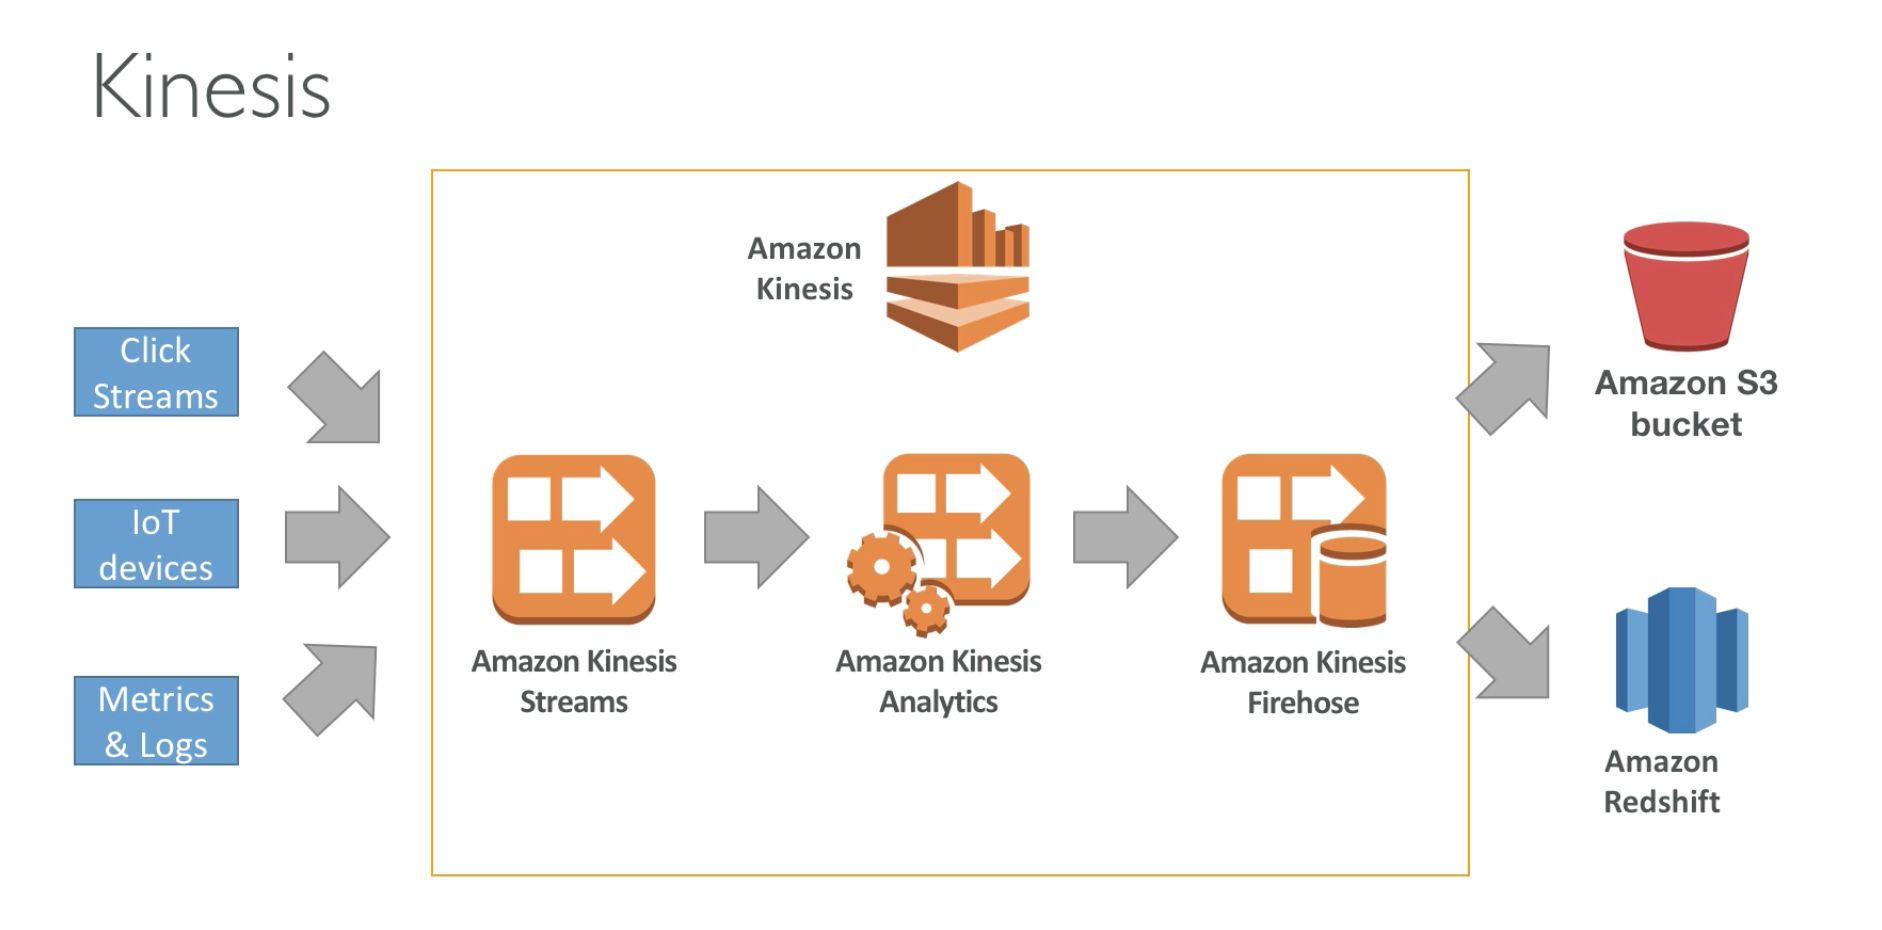 Kinesis
Amazon
Kinesis
Click
Streams
IoT
devices
Metrics
& Logs
Amazon Kinesis
Streams
Amazon Kinesis
Analytics
Amazon Kinesis
Firehose
Amazon S3
bucket
Amazon
Redshift